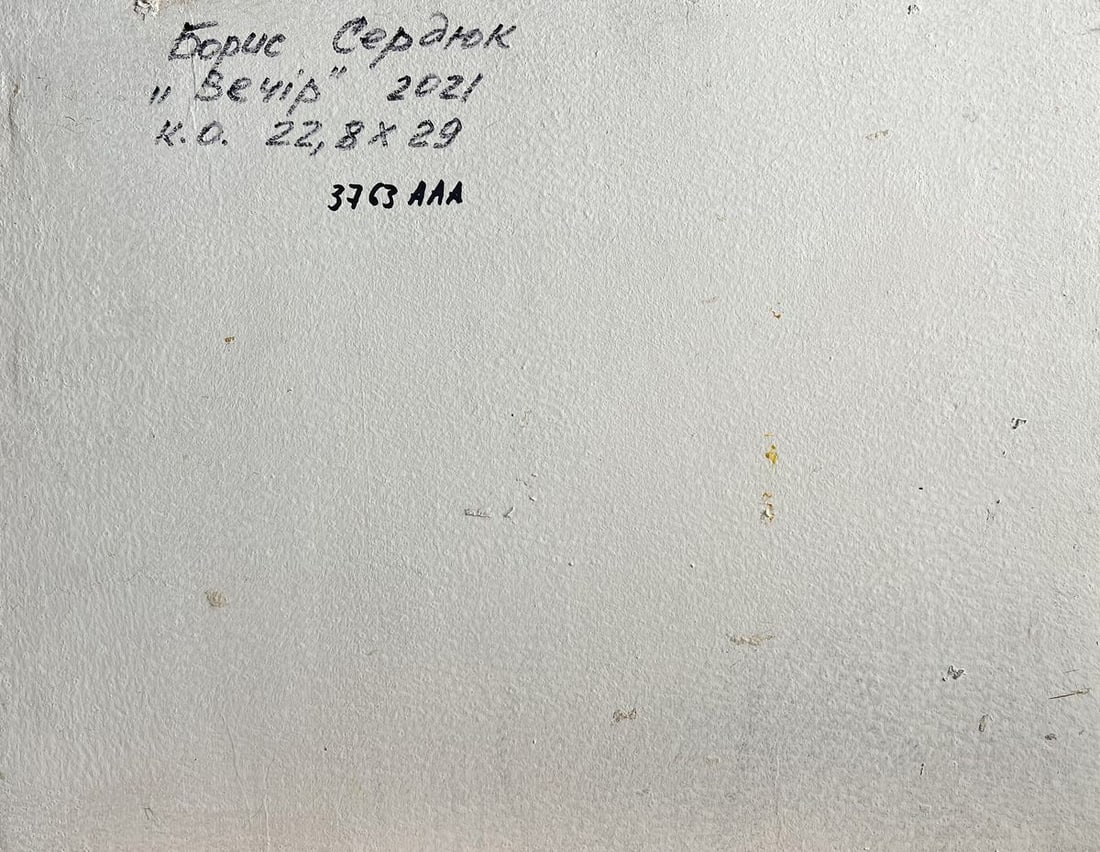 Борис Сердюк
„Вечір" 2021
к.о. 22,8 х 29
3763 ААА